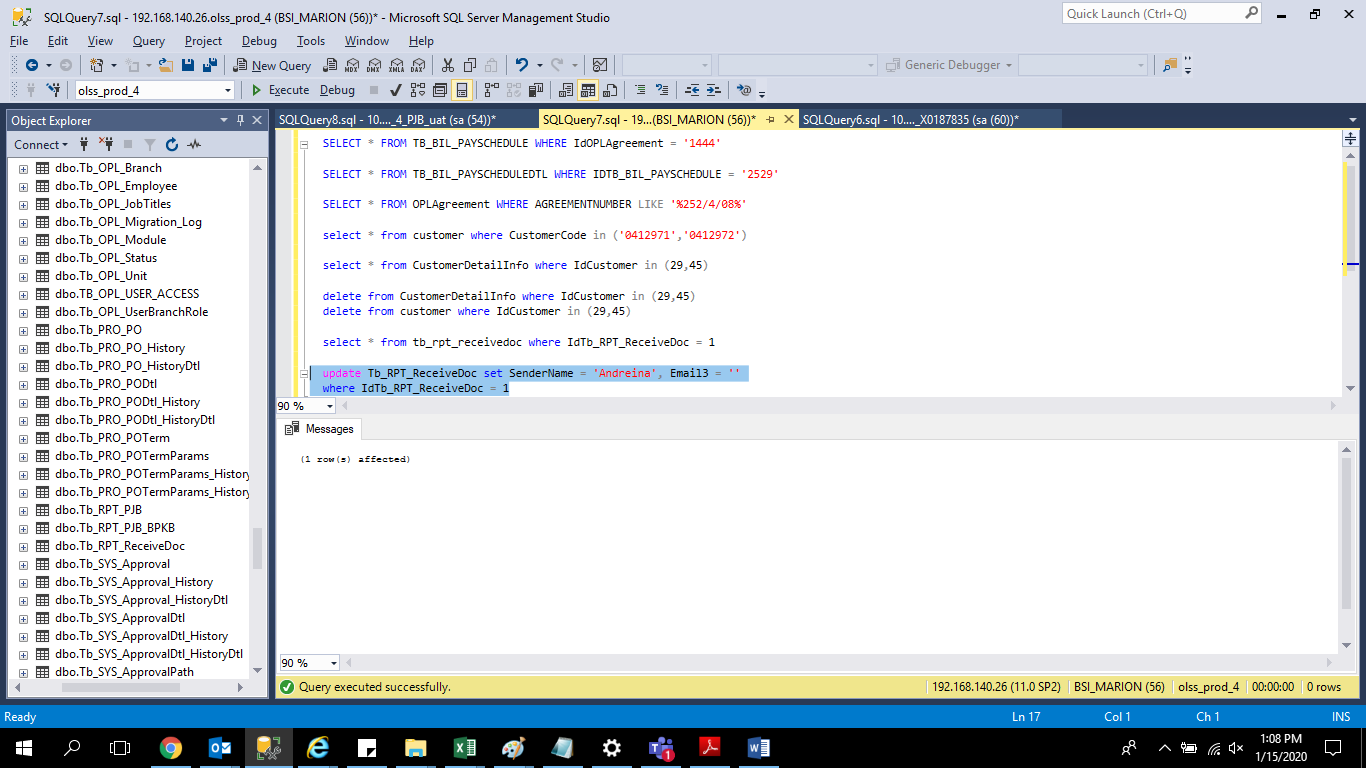 SQLQuery7.sql - 192.168.140.26.olss_prod_4 (BSI_MARION (56))* - Microsoft SQL Server Management Studio
Quick Launch (Ctrl+Q)
File Edit View Query Project Debug Tools Window Help
New Query MDX DMX XMLA DAX Generic Debugger
olss_prod_4 Execute Debug
Object Explorer
SQLQuery8.sql - 10...._4_PJB_uat (sa (54))* SQLQuery7.sql - 19...(BSI_MARION (56))* SQLQuery6.sql - 10...._X0187835 (sa (60))*
Connect
dbo.Tb_OPL_Branch
dbo.Tb_OPL_Employee
dbo.Tb_OPL_JobTitles
dbo.Tb_OPL_Migration_Log
dbo.Tb_OPL_Module
dbo.Tb_OPL_Status
dbo.Tb_OPL_Unit
dbo.TB_OPL_USER_ACCESS
dbo.Tb_OPL_UserBranchRole
dbo.Tb_PRO_PO
dbo.Tb_PRO_PO_History
dbo.Tb_PRO_PO_HistoryDtl
dbo.Tb_PRO_PODtl
dbo.Tb_PRO_PODtl_History
dbo.Tb_PRO_PODtl_HistoryDtl
dbo.Tb_PRO_POTerm
dbo.Tb_PRO_POTermParams
dbo.Tb_PRO_POTermParams_History
dbo.Tb_PRO_POTermParams_History
dbo.Tb_RPT_PJB
dbo.Tb_RPT_PJB_BPKB
dbo.Tb_RPT_ReceiveDoc
dbo.Tb_SYS_Approval
dbo.Tb_SYS_Approval_History
dbo.Tb_SYS_Approval_HistoryDtl
dbo.Tb_SYS_ApprovalDtl
dbo.Tb_SYS_ApprovalDtl_History
dbo.Tb_SYS_ApprovalDtl_HistoryDtl
dbo.Tb_SYS_ApprovalPath
SELECT * FROM TB_BIL_PAYSCHEDULE WHERE IdOPLAgreement = '1444'
SELECT * FROM TB_BIL_PAYSCHEDULEDTL WHERE IDTB_BIL_PAYSCHEDULE = '2529'
SELECT * FROM OPLAgreement WHERE AGREEMENTNUMBER LIKE '%252/4/08%'
select * from customer where CustomerCode in ('0412971','0412972')
select * from CustomerDetailInfo where IdCustomer in (29,45)
delete from CustomerDetailInfo where IdCustomer in (29,45)
delete from customer where IdCustomer in (29,45)
select * from tb_rpt_receivedoc where IdTb_RPT_ReceiveDoc = 1
update Tb_RPT_ReceiveDoc set SenderName = 'Andreina', Email3 = ''
where IdTb_RPT_ReceiveDoc = 1
90 %
Messages
(1 row(s) affected)
90 %
Query executed successfully. 192.168.140.26 (11.0 SP2) BSI_MARION (56) olss_prod_4 00:00:00 0 rows
Ready Ln 17 Col 1 Ch 1 INS
1
1:08 PM
1/15/2020